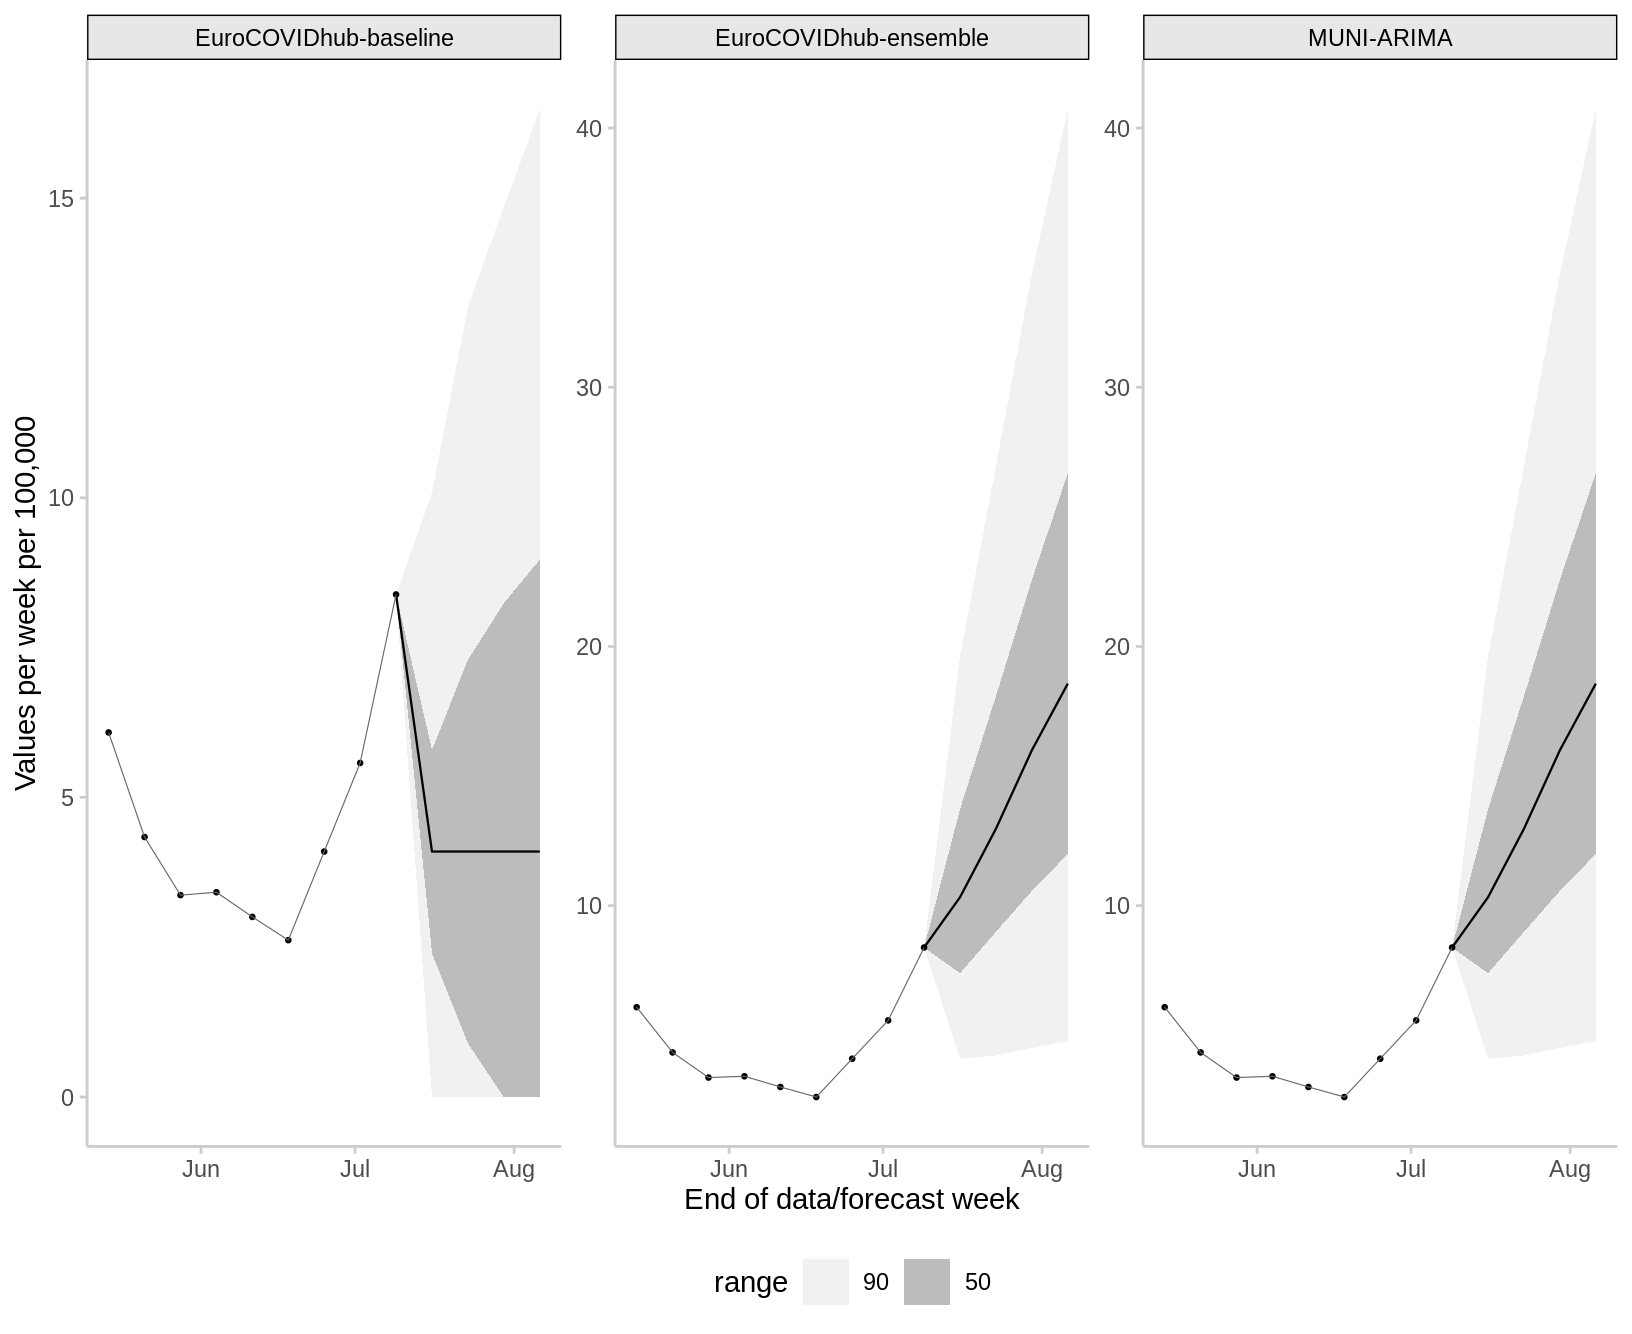 EuroCOVIDhub-baseline
EuroCOVIDhub-ensemble
MUNI-ARIMA
Values per week per 100,000
15
10
5
0
40
30
20
10
40
30
20
10
Jun Jul Aug
Jun Jul Aug
Jun Jul Aug
End of data/forecast week
range 90 50